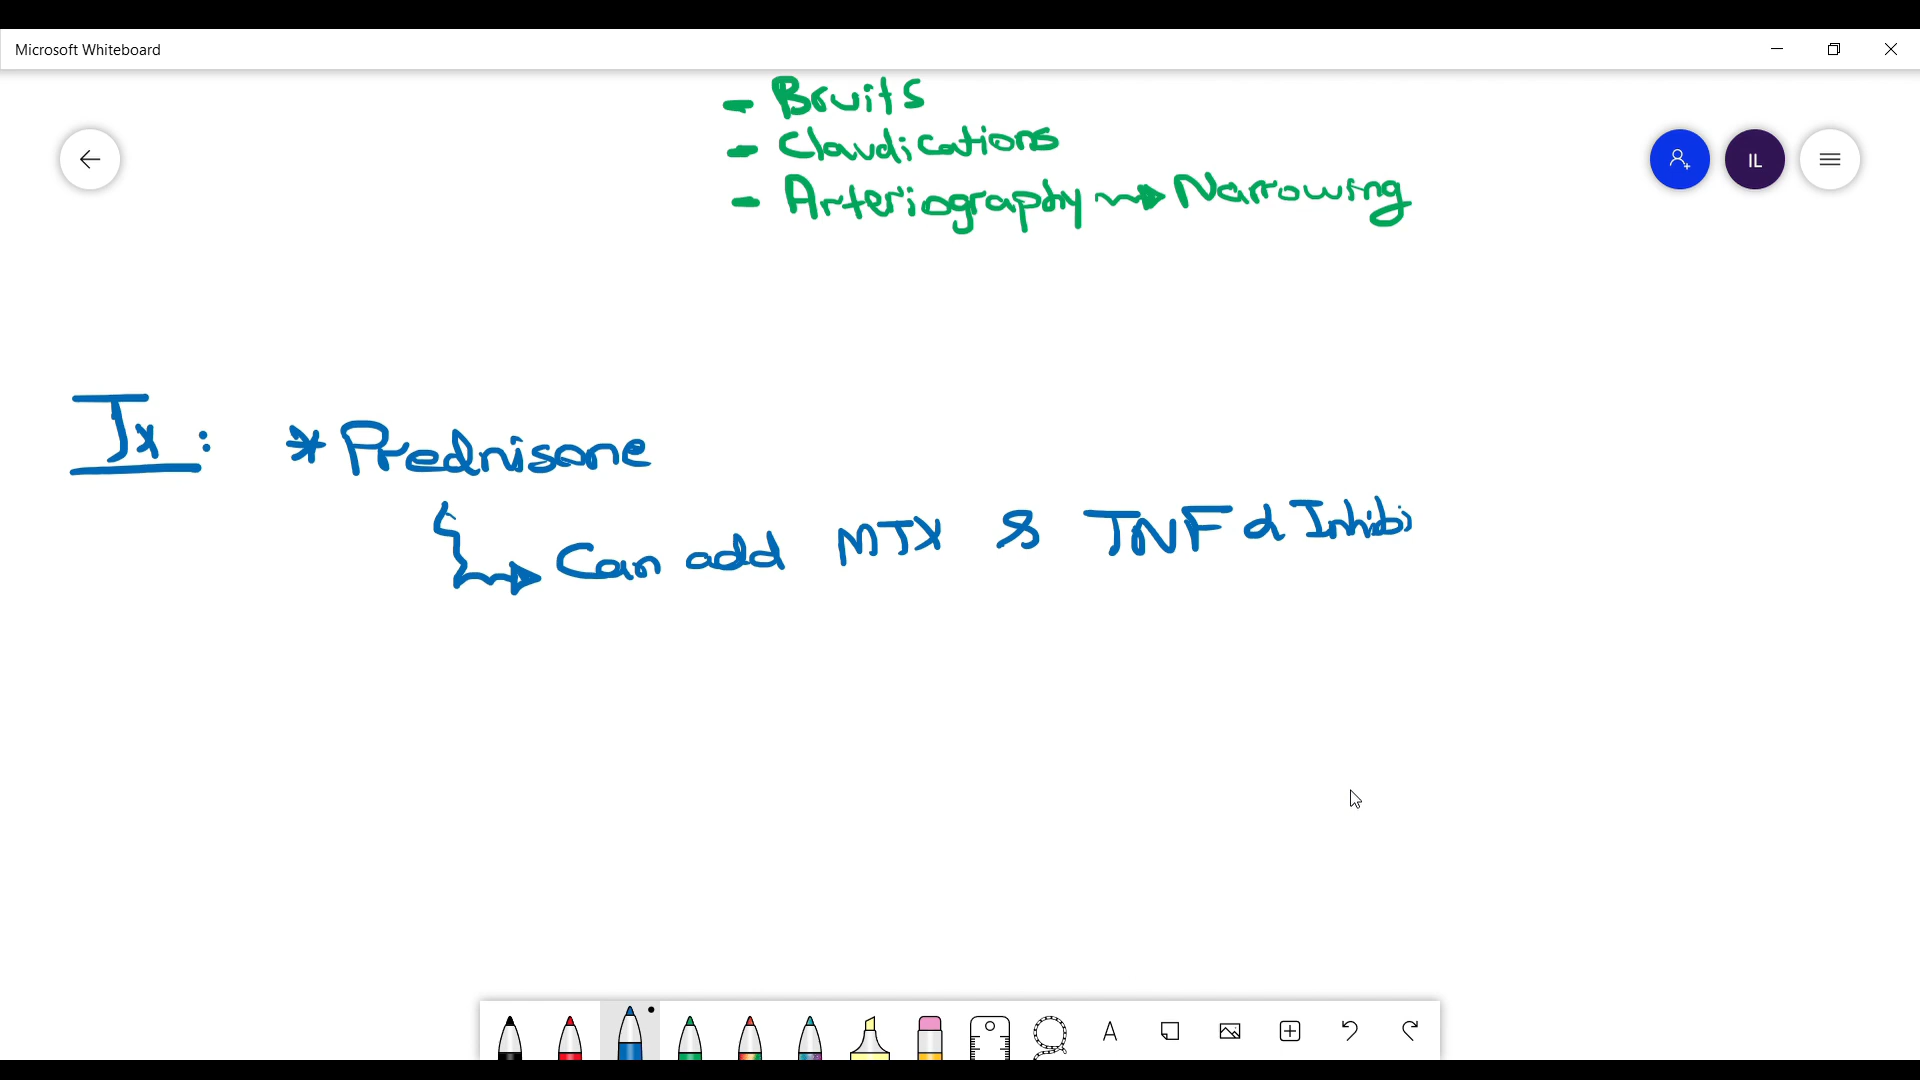 Microsoft Whiteboard
- Bruits
- Claudications
- Arteriography → Narrowing
IL
Tx : * Prednisone
→ Can add MTX & TNF α Inhibi
A